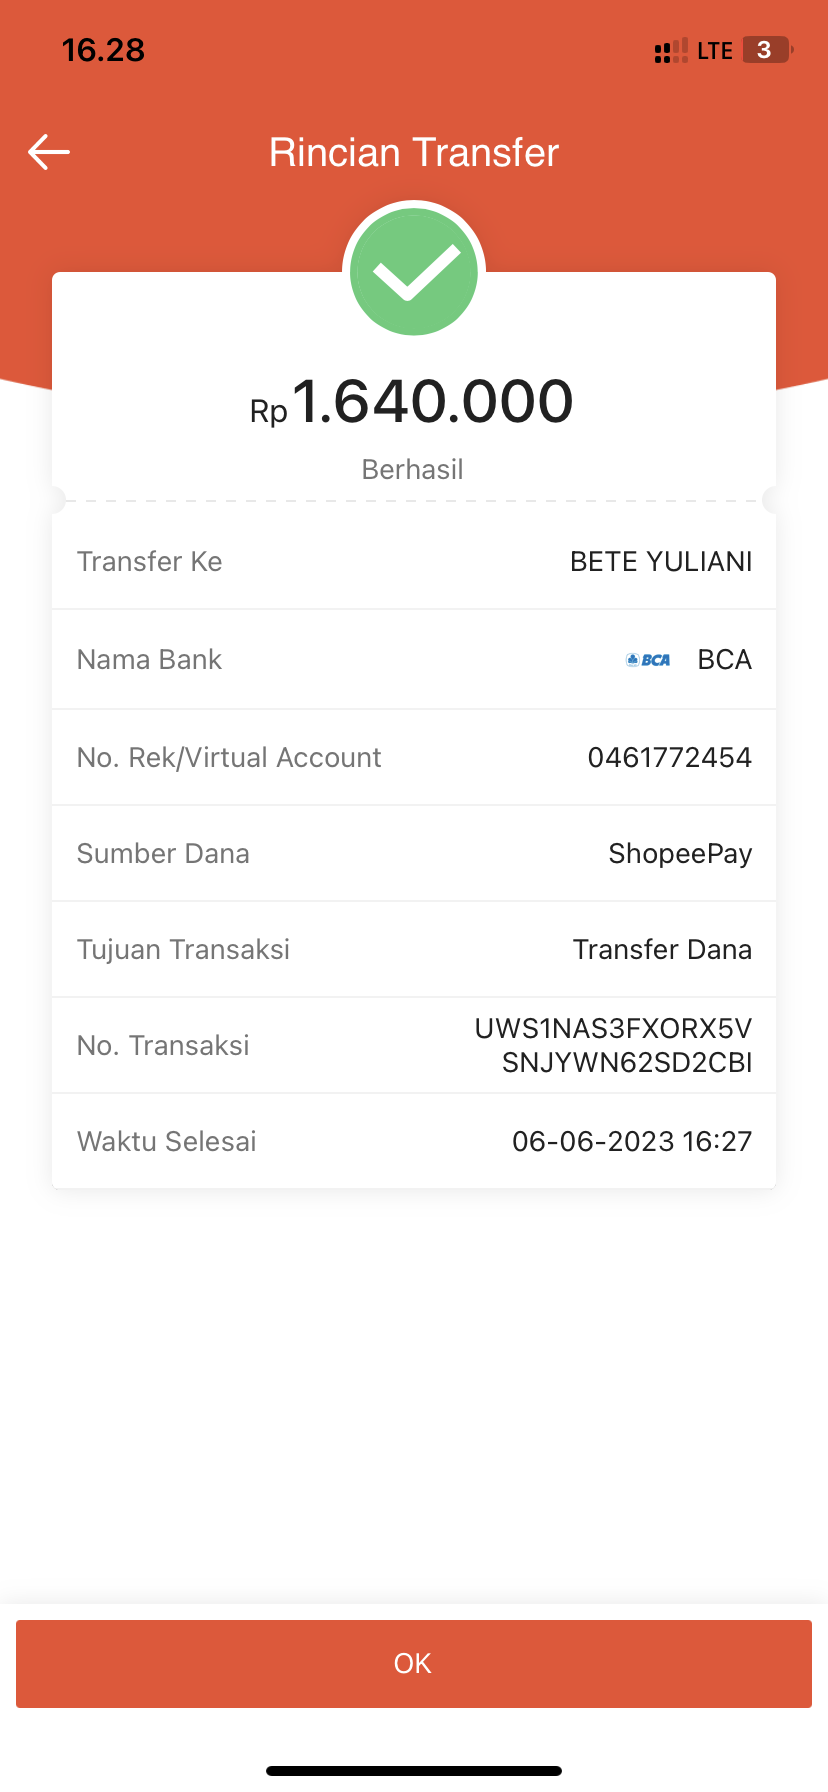 16.28 LTE 3
Rincian Transfer
Rp1.640.000
Berhasil
Transfer Ke BETE YULIANI
Nama Bank BCA BCA
No. Rek/Virtual Account 0461772454
Sumber Dana ShopeePay
Tujuan Transaksi Transfer Dana
No. Transaksi UWS1NAS3FXORX5V
SNJYWN62SD2CBI
Waktu Selesai 06-06-2023 16:27
OK